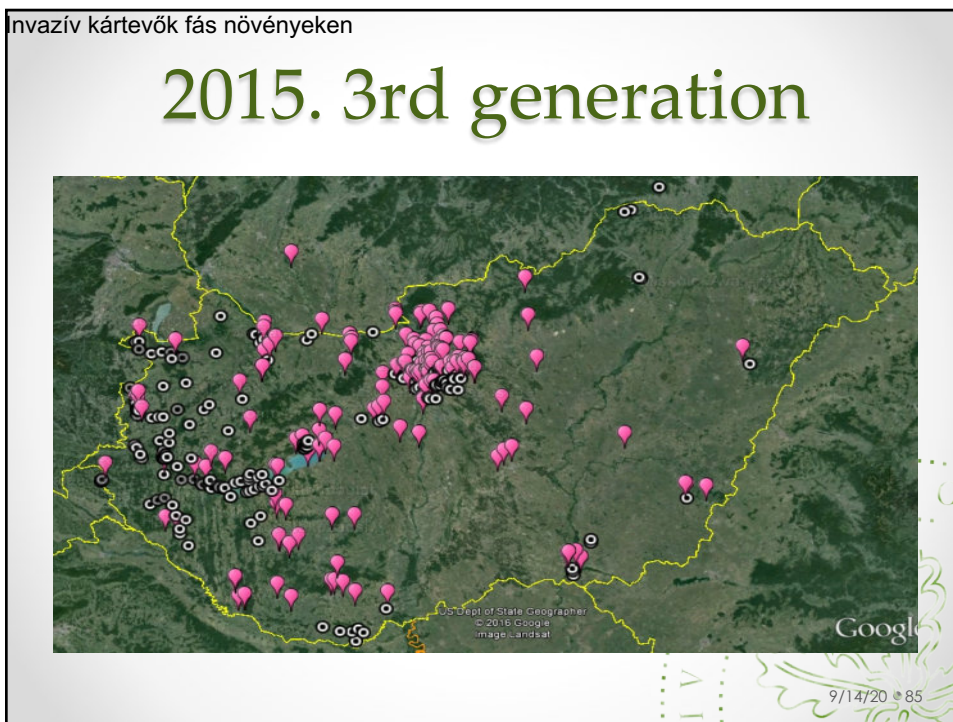 Invazív kártevők fás növényeken
2015. 3rd generation
US Dept of State Geographer
© 2016 Google
Image Landsat
Google
9/14/20 85